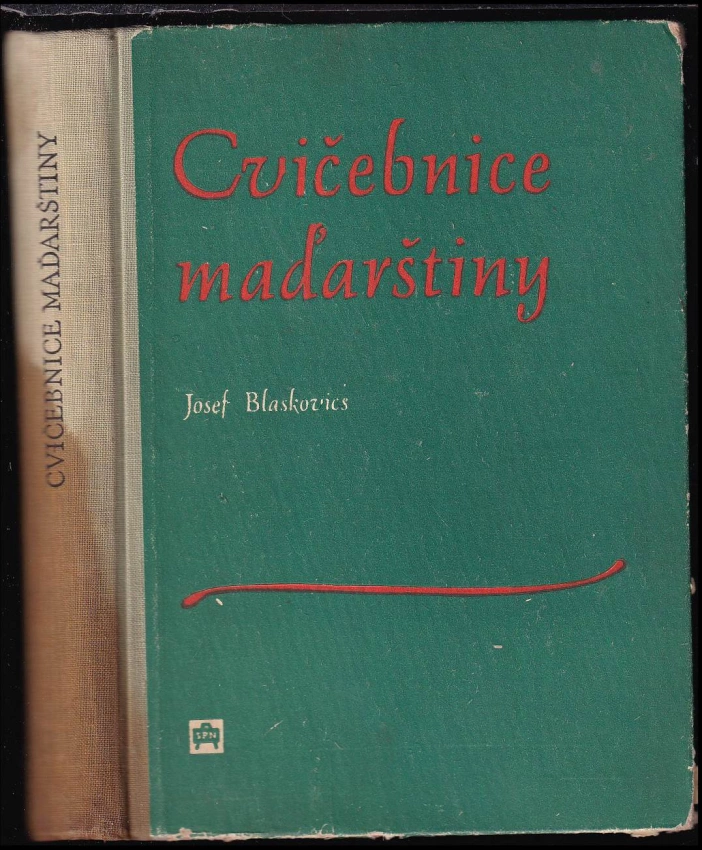 CVIČEBNICE MAĎARŠTINY
Cvičebnice
maďarštiny
Josef Blaskovics
SPN